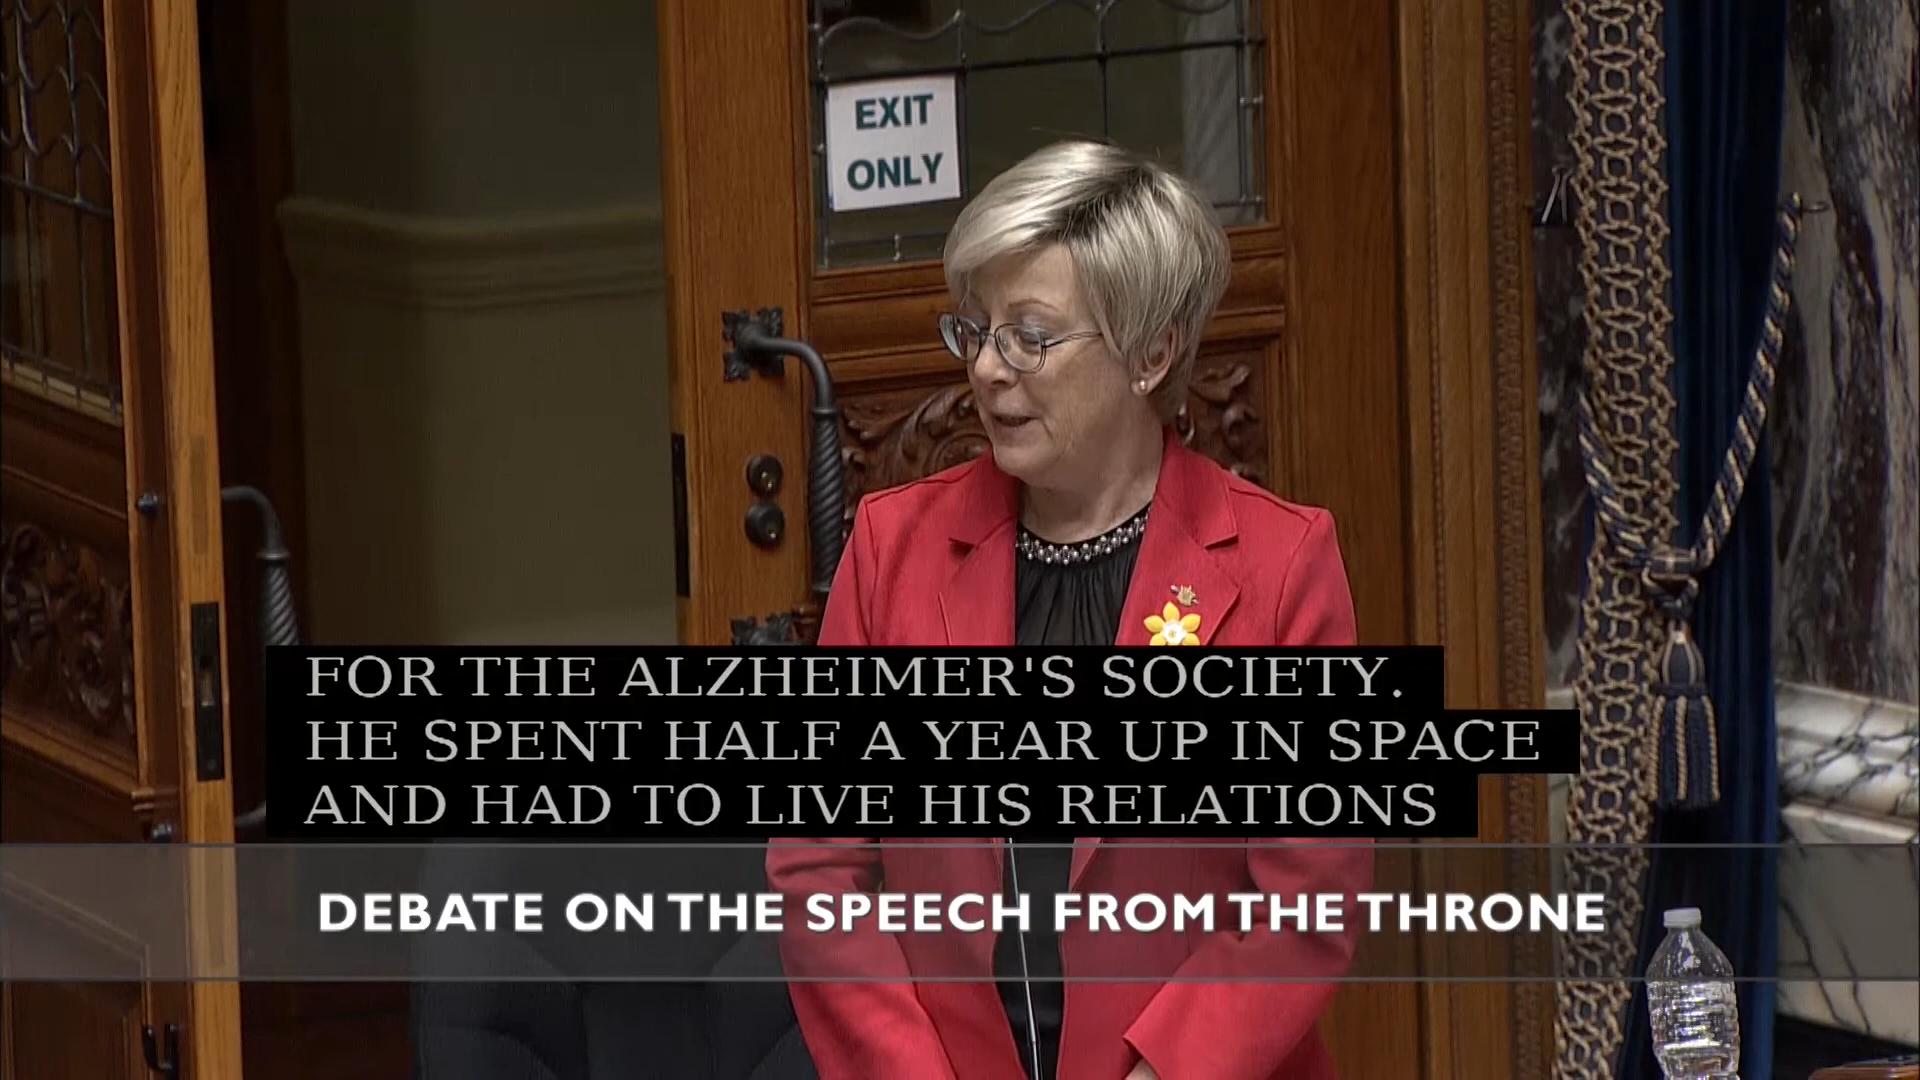 EXIT
ONLY
FOR THE ALZHEIMER'S SOCIETY.
HE SPENT HALF A YEAR UP IN SPACE
AND HAD TO LIVE HIS RELATIONS
DEBATE ON THE SPEECH FROM THE THRONE